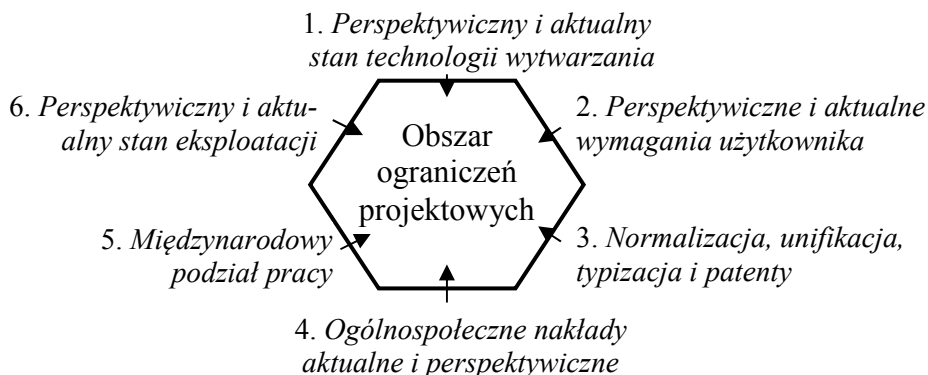 1. Perspektywiczny i aktualny
stan technologii wytwarzania
6. Perspektywiczny i aktu-
alny stan eksploatacji
Obszar
ograniczeń
projektowych
2. Perspektywiczne i aktualne
wymagania użytkownika
5. Międzynarodowy
podział pracy
3. Normalizacja, unifikacja,
typizacja i patenty
4. Ogólnospołeczne nakłady
aktualne i perspektywiczne